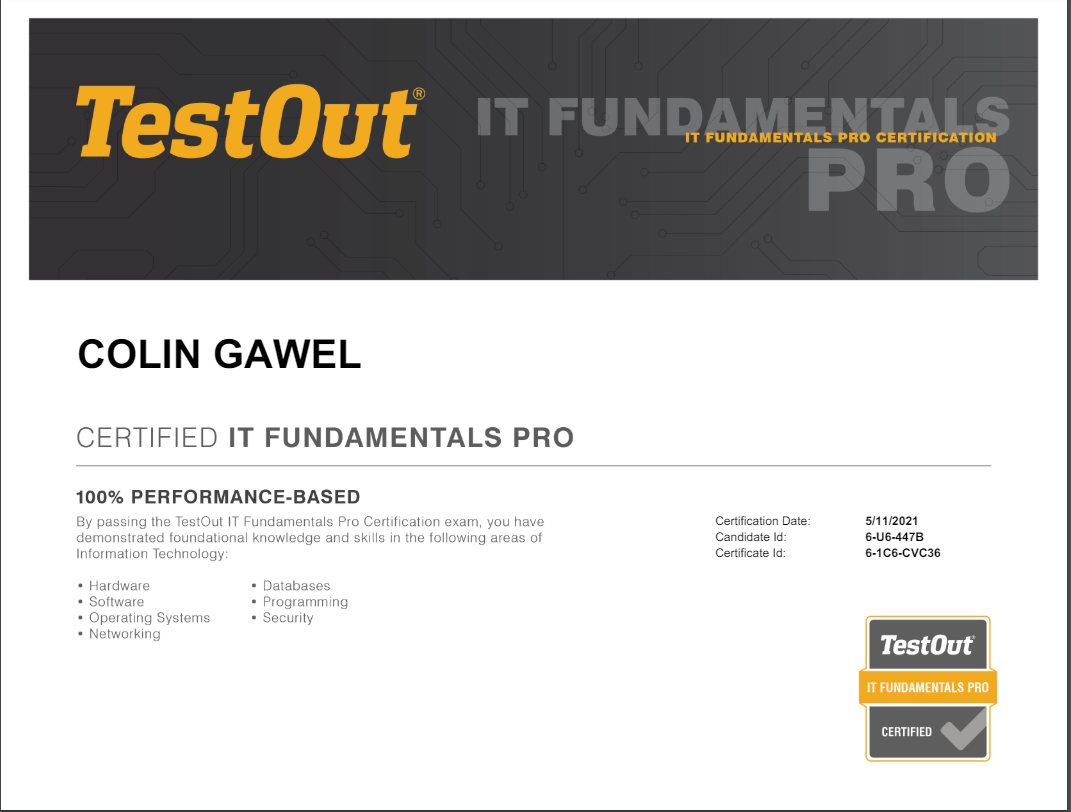 TestOut®
IT FUNDAMENTALS
IT FUNDAMENTALS PRO CERTIFICATION
PRO
COLIN GAWEL
CERTIFIED IT FUNDAMENTALS PRO
100% PERFORMANCE-BASED
By passing the TestOut IT Fundamentals Pro Certification exam, you have
demonstrated foundational knowledge and skills in the following areas of
Information Technology:
• Hardware
• Software
• Operating Systems
• Networking
• Databases
• Programming
• Security
Certification Date: 5/11/2021
Candidate Id: 6-U6-447B
Certificate Id: 6-1C6-CVC36
TestOut®
IT FUNDAMENTALS PRO
CERTIFIED